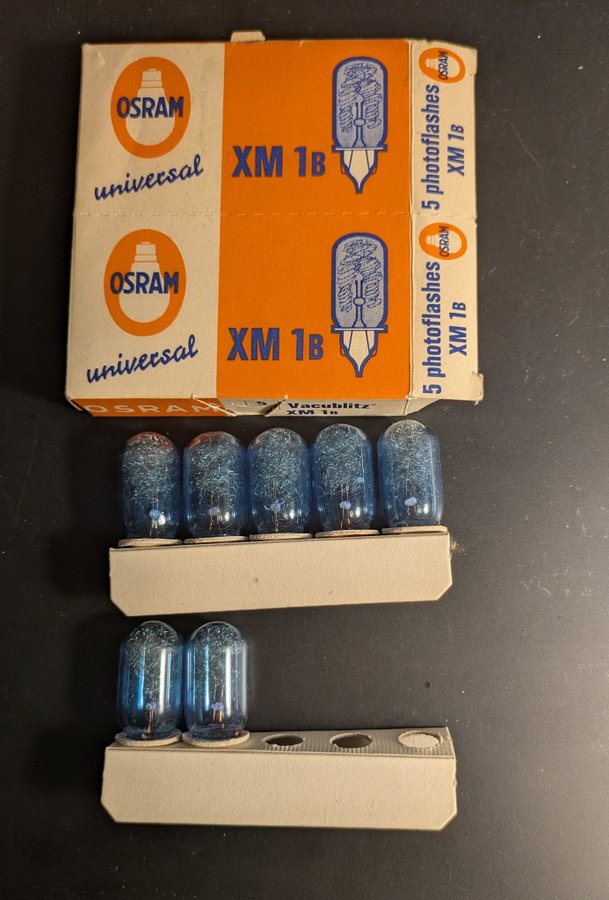 OSRAM
universal
XM 1B
5 photoflashes
XM 1B
OSRAM
OSRAM
universal
XM 1B
5 photoflashes
XM 1B
OSRAM
OSRAM
5 Vacublitz®
XM 1B